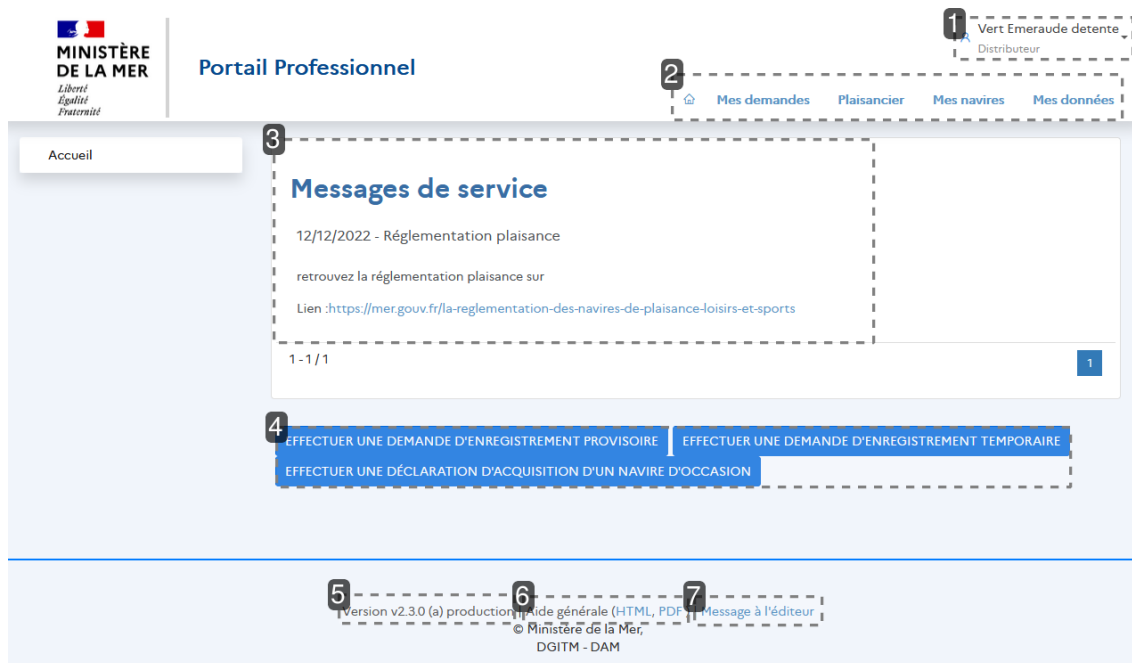 1
Vert Emeraude detente
Distributeur
MINISTÈRE
DE LA MER
Liberté
Égalité
Fraternité
Portail Professionnel
2
Mes demandes Plaisancier Mes navires Mes données
Accueil
3
Messages de service
12/12/2022 - Réglementation plaisance
retrouvez la réglementation plaisance sur
Lien :https://mer.gouv.fr/la-reglementation-des-navires-de-plaisance-loisirs-et-sports
1 - 1 / 1
1
4
EFFECTUER UNE DEMANDE D'ENREGISTREMENT PROVISOIRE EFFECTUER UNE DEMANDE D'ENREGISTREMENT TEMPORAIRE
EFFECTUER UNE DÉCLARATION D'ACQUISITION D'UN NAVIRE D'OCCASION
5 6 7
Version v2.3.0 (a) production | Aide générale (HTML, PDF) | Message à l'éditeur
© Ministère de la Mer,
DGITM - DAM